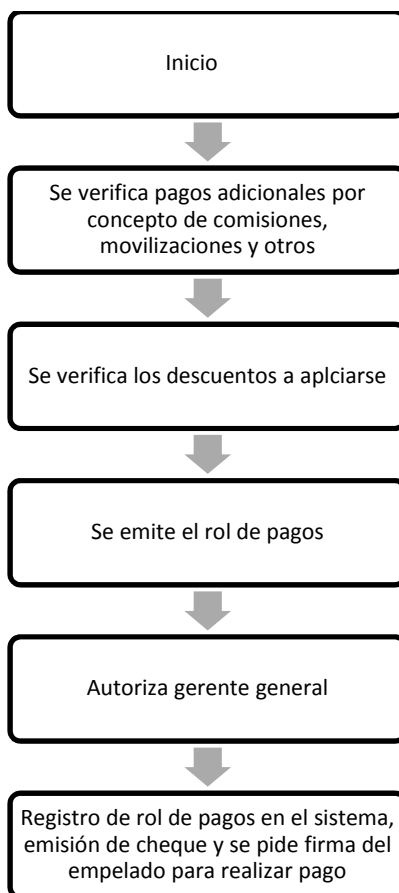 Inicio
Se verifica pagos adicionales por
concepto de comisiones,
movilizaciones y otros
Se verifica los descuentos a aplciarse
Se emite el rol de pagos
Autoriza gerente general
Registro de rol de pagos en el sistema,
emisión de cheque y se pide firma del
empelado para realizar pago